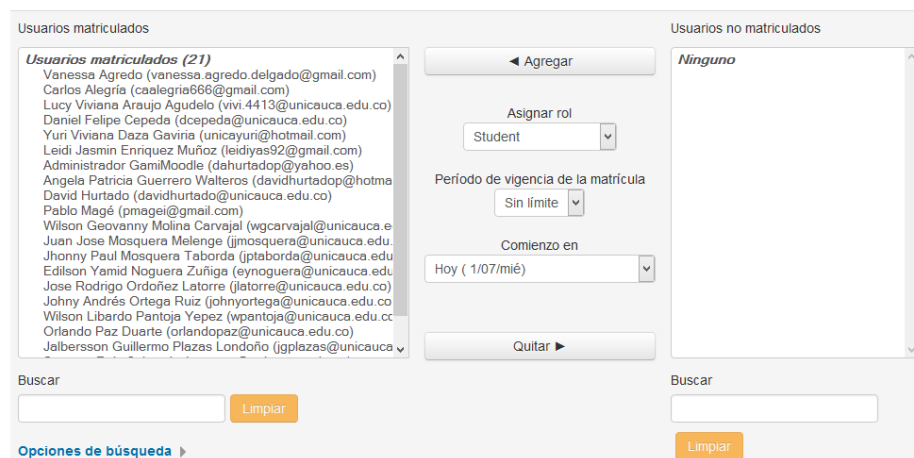 Usuarios matriculados
Usuarios matriculados (21)
Vanessa Agredo (vanessa.agredo.delgado@gmail.com)
Carlos Alegría (caalegria666@gmail.com)
Lucy Viviana Araujo Agudelo (vivi.4413@unicauca.edu.co)
Daniel Felipe Cepeda (dcepeda@unicauca.edu.co)
Yuri Viviana Daza Gaviria (unicayuri@hotmail.com)
Leidi Jasmin Enriquez Muñoz (leidiyas92@gmail.com)
Administrador GamiMoodle (dahurtadop@yahoo.es)
Angela Patricia Guerrero Walteros (davidhurtadop@hotma
David Hurtado (davidhurtado@unicauca.edu.co)
Pablo Magé (pmagei@gmail.com)
Wilson Geovanny Molina Carvajal (wgcarvajal@unicauca.e
Juan Jose Mosquera Melenge (jjmosquera@unicauca.edu.
Jhonny Paul Mosquera Taborda (jptaborda@unicauca.edu
Edilson Yamid Noguera Zuñiga (eynoguera@unicauca.edu
Jose Rodrigo Ordoñez Latorre (jlatorre@unicauca.edu.co)
Johny Andrés Ortega Ruiz (johnyortega@unicauca.edu.co
Wilson Libardo Pantoja Yepez (wpantoja@unicauca.edu.cc
Orlando Paz Duarte (orlandopaz@unicauca.edu.co)
Jalbersson Guillermo Plazas Londoño (jgplazas@unicauca
Buscar
Limpiar
Opciones de búsqueda ▶
◄ Agregar
Asignar rol
Student
Período de vigencia de la matrícula
Sin límite
Comienzo en
Hoy ( 1/07/mié)
Quitar ►
Usuarios no matriculados
Ninguno
Buscar
Limpiar